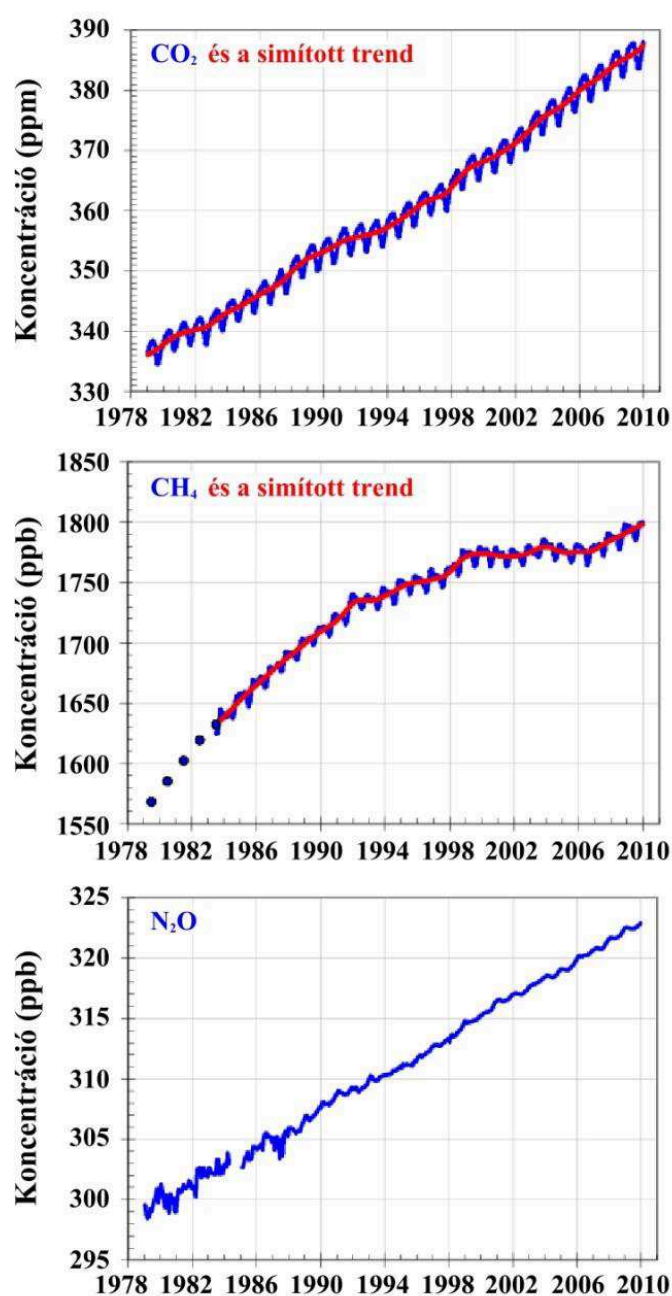 390
CO₂ és a simított trend
380
370
360
350
340
330
Koncentráció (ppm)
1978 1982 1986 1990 1994 1998 2002 2006 2010
1850
CH₄ és a simított trend
1800
1750
1700
1650
1600
1550
Koncentráció (ppb)
1978 1982 1986 1990 1994 1998 2002 2006 2010
325
N₂O
320
315
310
305
300
295
Koncentráció (ppb)
1978 1982 1986 1990 1994 1998 2002 2006 2010